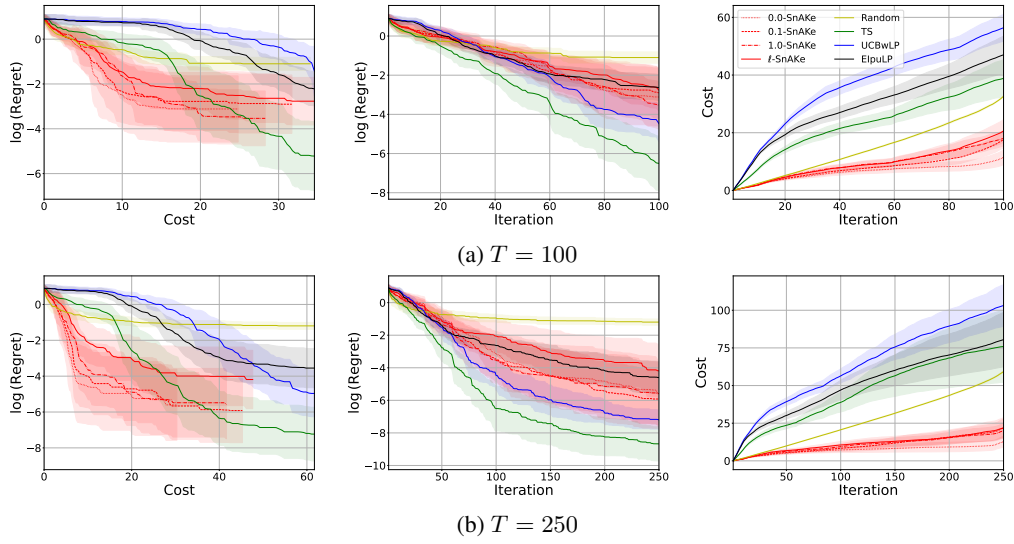 0
−2
−4
−6
log(Regret)
0
10
20
30
Cost
0
−2
−4
−6
−8
log(Regret)
20
40
60
80
100
Iteration
60
40
20
0
Cost
20
40
60
80
100
Iteration
0.0-SnAKe
0.1-SnAKe
1.0-SnAKe
ℓ-SnAKe
Random
TS
UCBwLP
EIpuLP
(a) T = 100
0
−2
−4
−6
−8
log(Regret)
0
20
40
60
Cost
0
−2
−4
−6
−8
−10
log(Regret)
50
100
150
200
250
Iteration
100
75
50
25
0
Cost
50
100
150
200
250
Iteration
(b) T = 250